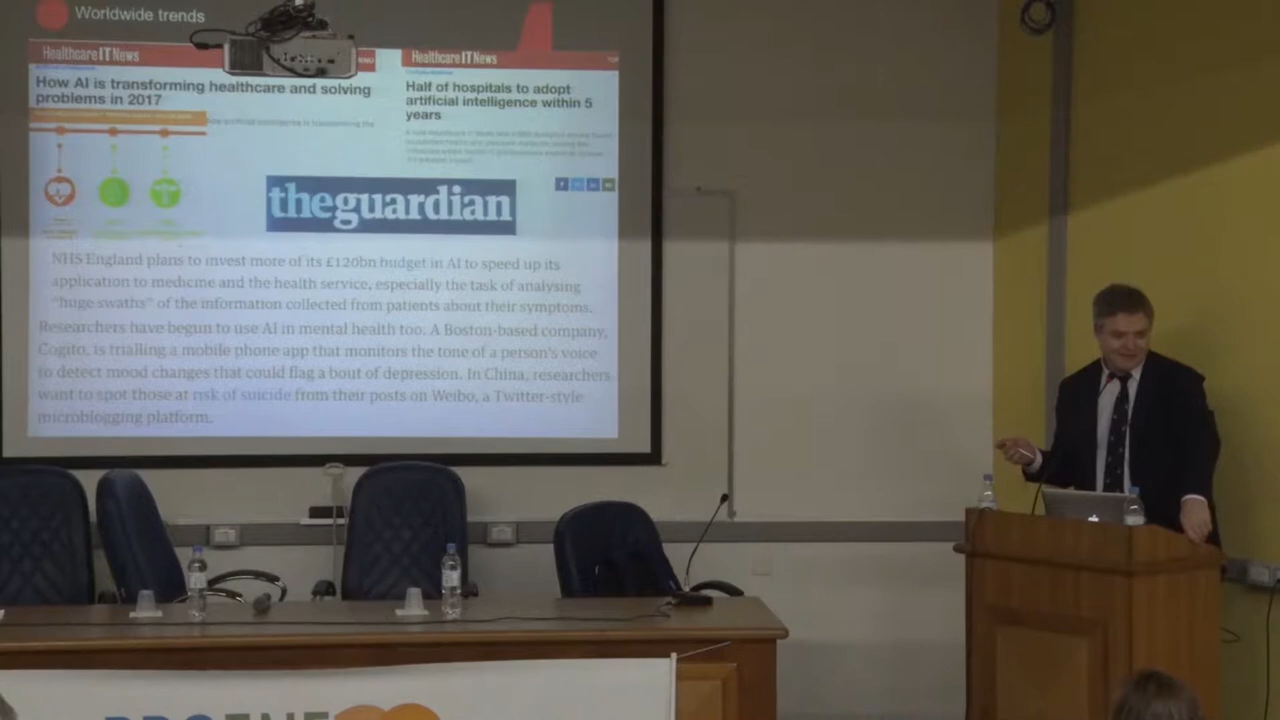 Worldwide trends
Healthcare IT News
How AI is transforming healthcare and solving
problems in 2017
Healthcare IT News
Half of hospitals to adopt
artificial intelligence within 5
years
theguardian
NHS England plans to invest more of its £120bn budget in AI to speed up its
application to medicine and the health service, especially the task of analysing
"huge swaths" of the information collected from patients about their symptoms.
Researchers have begun to use AI in mental health too. A Boston-based company,
Cogito, is trialling a mobile phone app that monitors the tone of a person's voice
to detect mood changes that could flag a bout of depression. In China, researchers
want to spot those at risk of suicide from their posts on Weibo, a Twitter-style
microblogging platform.